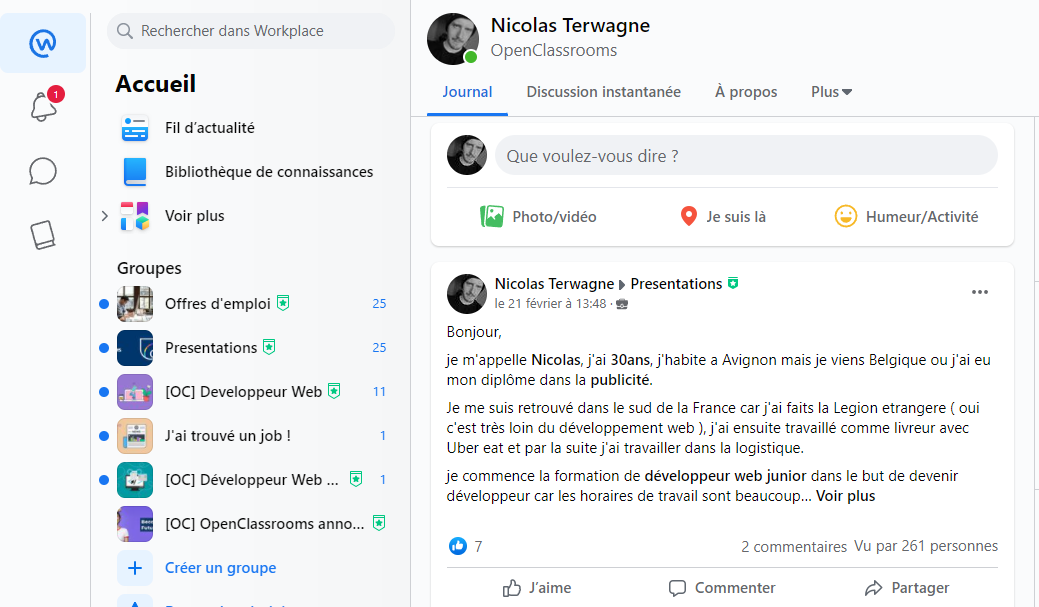 1
Rechercher dans Workplace
Accueil
Fil d’actualité
Bibliothèque de connaissances
Voir plus
Groupes
Offres d'emploi 25
Presentations 25
[OC] Developpeur Web 11
J'ai trouvé un job ! 1
[OC] Développeur Web ... 1
[OC] OpenClassrooms anno...
Créer un groupe
Nicolas Terwagne
OpenClassrooms
Journal Discussion instantanée À propos Plus
Que voulez-vous dire ?
Photo/vidéo Je suis là Humeur/Activité
Nicolas Terwagne Presentations
le 21 février à 13:48 ·
Bonjour,
je m'appelle Nicolas, j'ai 30ans, j'habite a Avignon mais je viens Belgique ou j'ai eu
mon diplôme dans la publicité.
Je me suis retrouvé dans le sud de la France car j'ai faits la Legion etrangere ( oui
c'est très loin du développement web ), j'ai ensuite travaillé comme livreur avec
Uber eat et par la suite j'ai travailler dans la logistique.
je commence la formation de développeur web junior dans le but de devenir
développeur car les horaires de travail sont beaucoup... Voir plus
7 2 commentaires Vu par 261 personnes
J’aime Commenter Partager